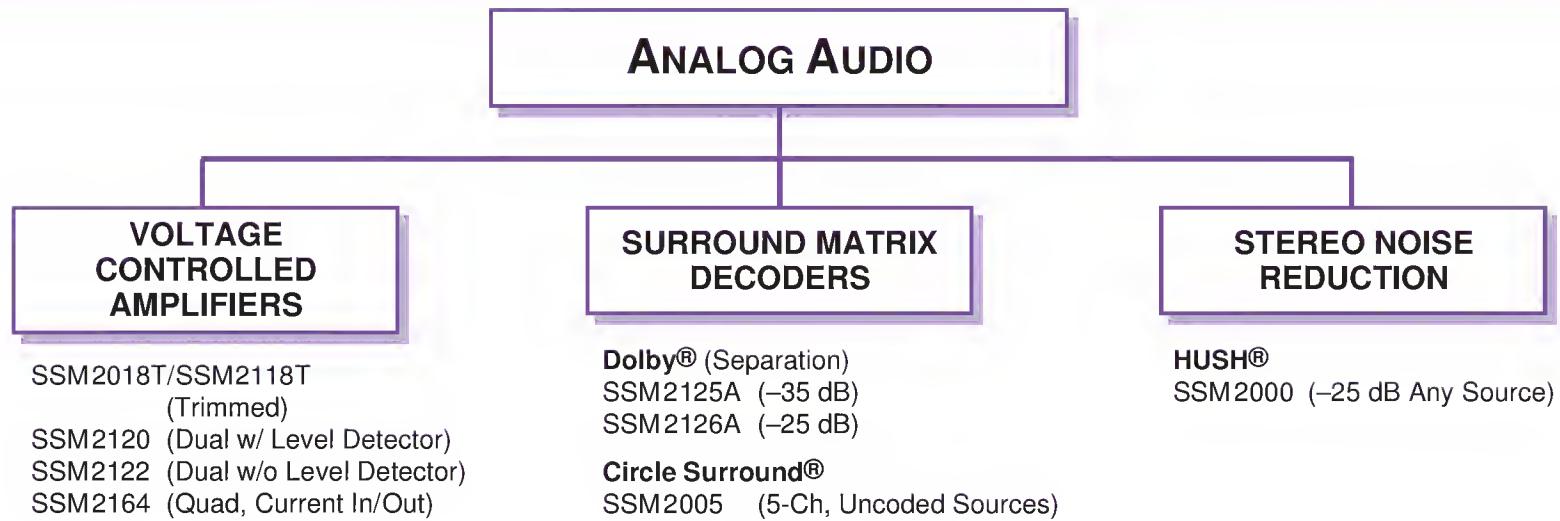 ANALOG AUDIO
VOLTAGE
CONTROLLED
AMPLIFIERS
SSM2018T/SSM2118T
(Trimmed)
SSM2120 (Dual w/ Level Detector)
SSM2122 (Dual w/o Level Detector)
SSM2164 (Quad, Current In/Out)
SURROUND MATRIX
DECODERS
Dolby® (Separation)
SSM2125A (–35 dB)
SSM2126A (–25 dB)
Circle Surround®
SSM2005 (5-Ch, Uncoded Sources)
STEREO NOISE
REDUCTION
HUSH®
SSM2000 (–25 dB Any Source)